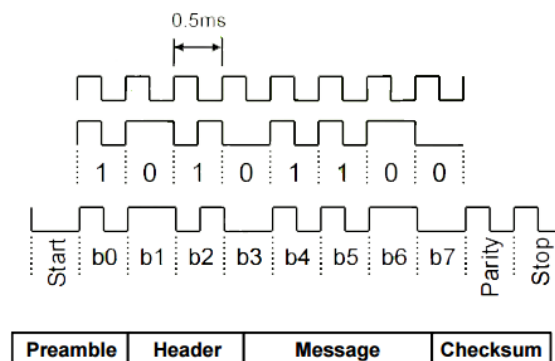 0.5ms
1 0 1 0 1 1 0 0
Start b0 b1 b2 b3 b4 b5 b6 b7 Parity Stop
Preamble Header Message Checksum